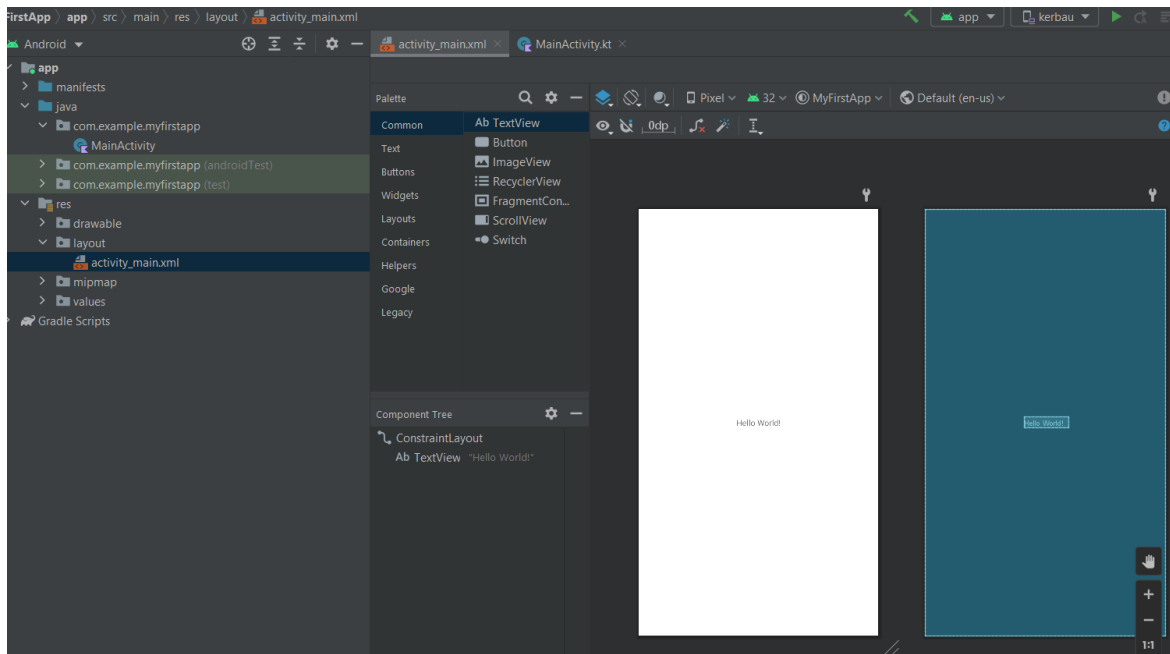 FirstApp app src main res layout activity_main.xml
app kerbau
Android
activity_main.xml MainActivity.kt
app
manifests
java
com.example.myfirstapp
MainActivity
com.example.myfirstapp (androidTest)
com.example.myfirstapp (test)
res
drawable
layout
activity_main.xml
mipmap
values
Gradle Scripts
Palette
Common
Text
Buttons
Widgets
Layouts
Containers
Helpers
Google
Legacy
Ab TextView
Button
ImageView
RecyclerView
FragmentCon...
ScrollView
Switch
Component Tree
ConstraintLayout
Ab TextView "Hello World!"
Pixel 32 MyFirstApp Default (en-us)
0dp
Hello World!
Hello World!
1:1